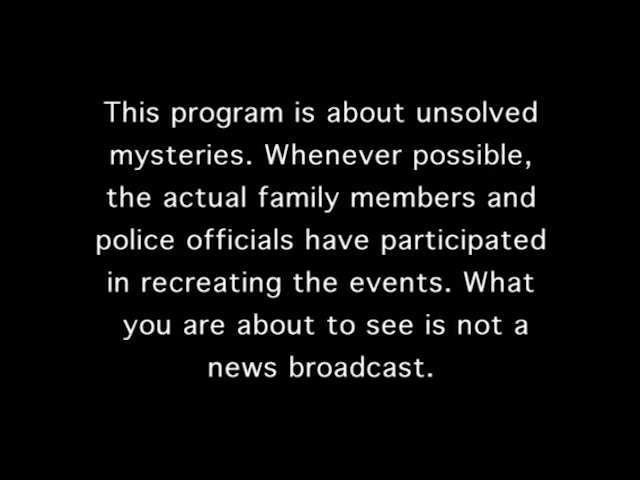 This program is about unsolved
mysteries. Whenever possible,
the actual family members and
police officials have participated
in recreating the events. What
you are about to see is not a
news broadcast.